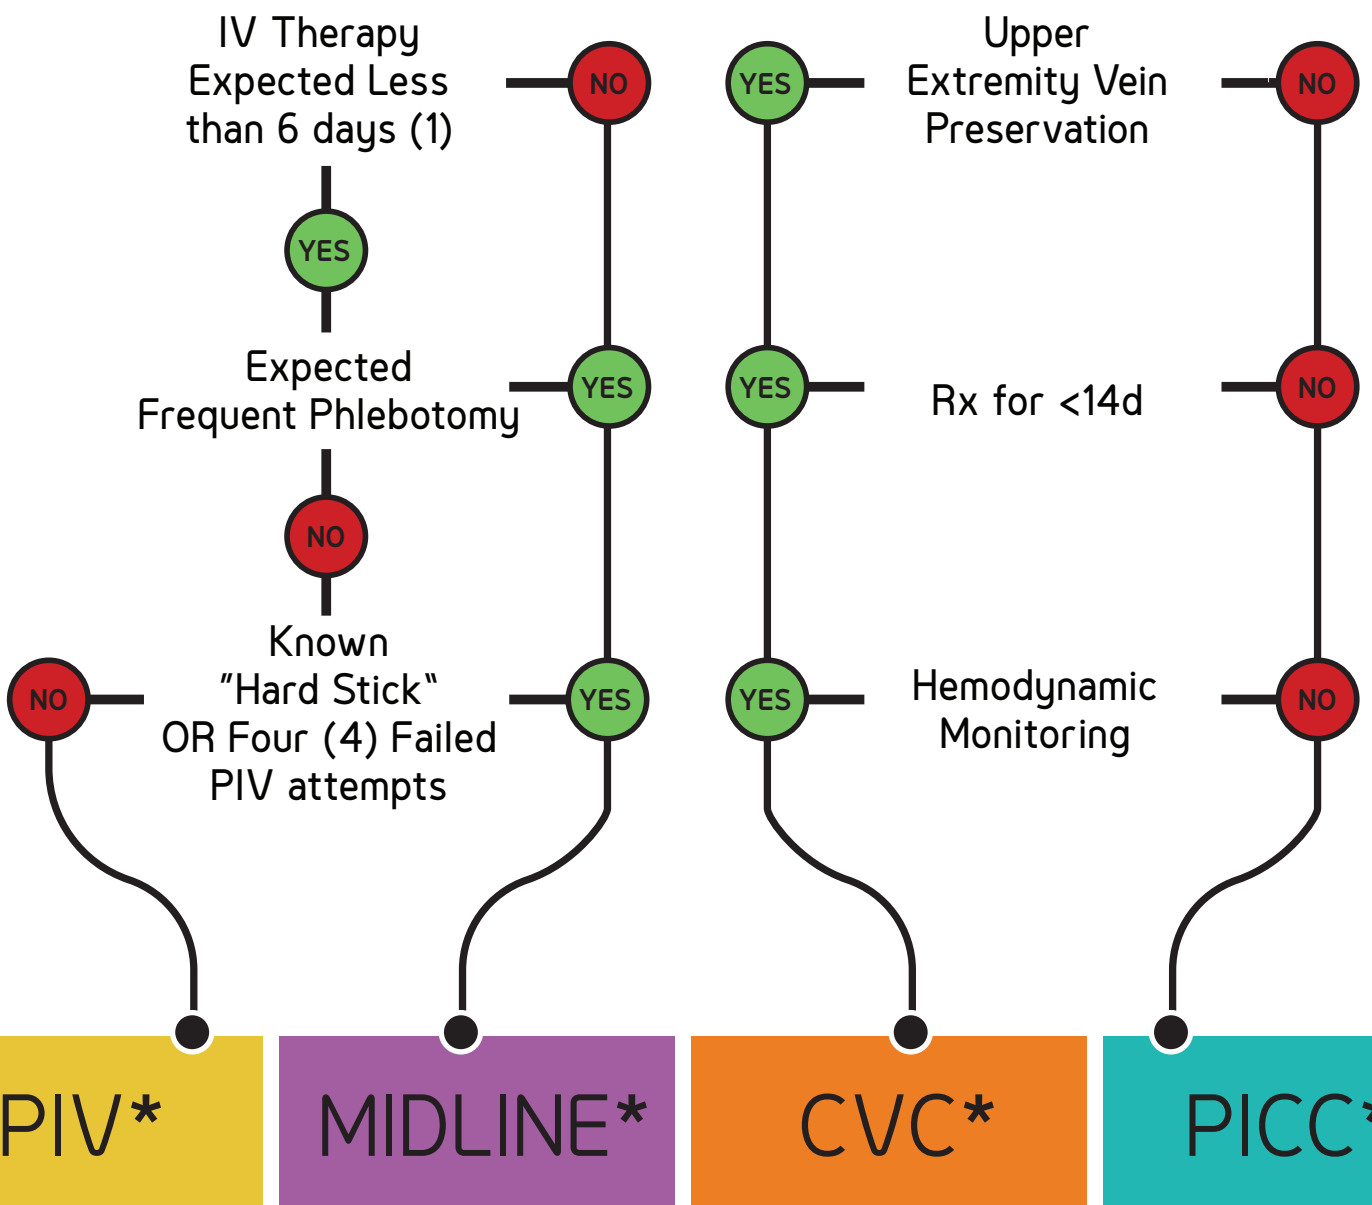 IV Therapy
Expected Less
than 6 days (1)
NO
YES
Expected
Frequent Phlebotomy
YES
NO
Known
"Hard Stick“
OR Four (4) Failed
PIV attempts
NO
YES
YES
Upper
Extremity Vein
Preservation
NO
YES
Rx for <14d
NO
YES
Hemodynamic
Monitoring
NO
PIV*
MIDLINE*
CVC*
PICC*